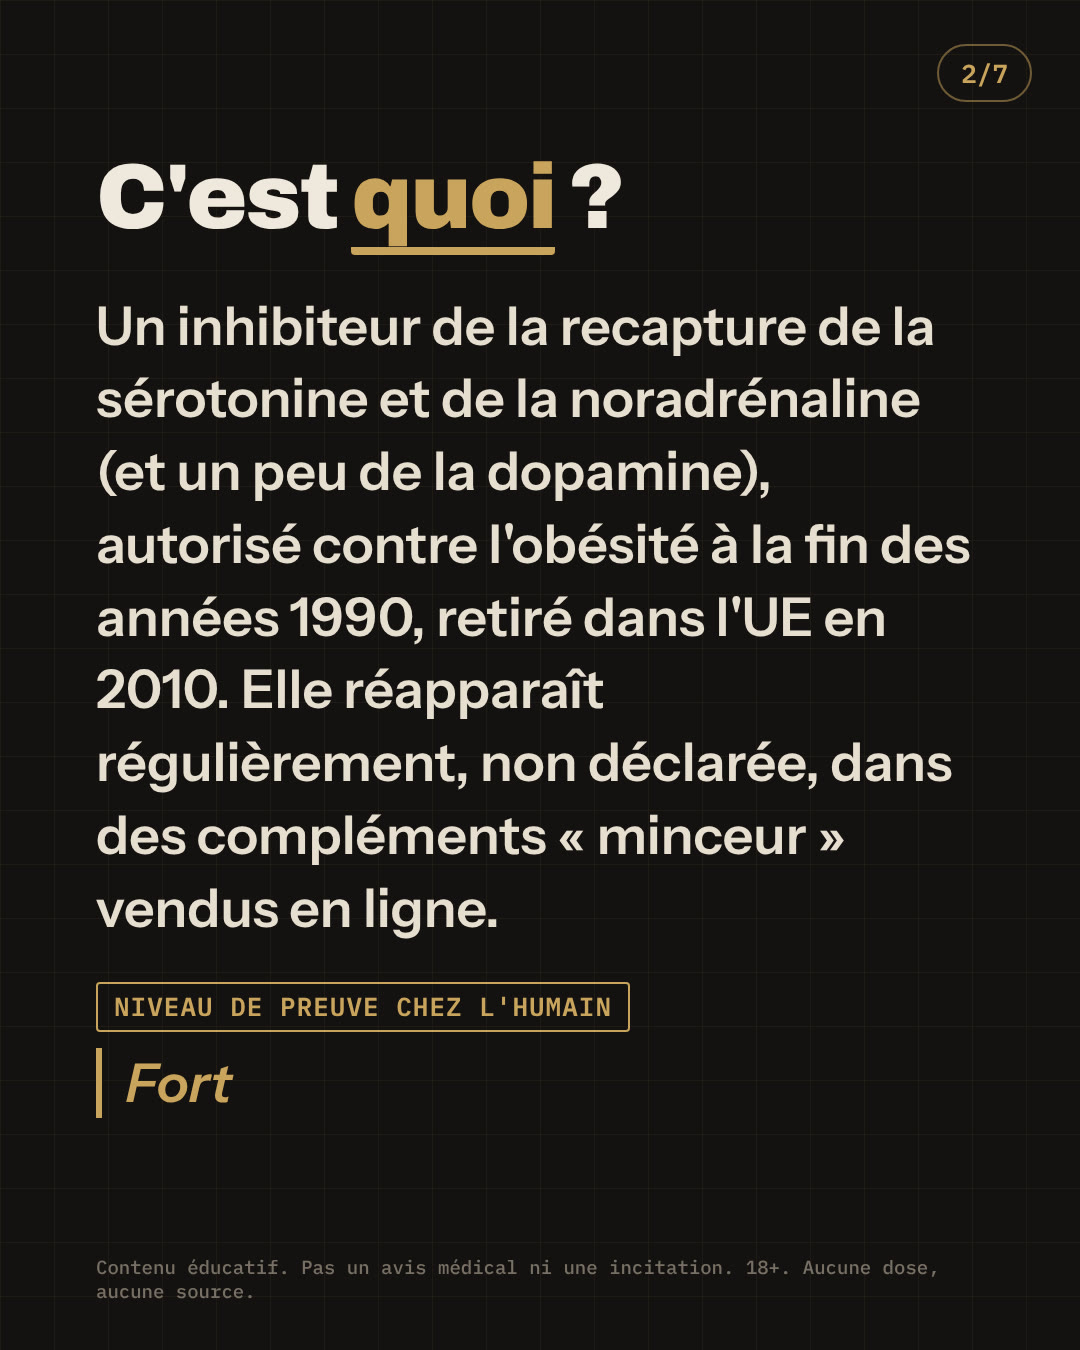 2/7
C'est quoi ?
Un inhibiteur de la recapture de la
sérotonine et de la noradrénaline
(et un peu de la dopamine),
autorisé contre l'obésité à la fin des
années 1990, retiré dans l'UE en
2010. Elle réapparaît
régulièrement, non déclarée, dans
des compléments « minceur »
vendus en ligne.
NIVEAU DE PREUVE CHEZ L'HUMAIN
Fort
Contenu éducatif. Pas un avis médical ni une incitation. 18+. Aucune dose,
aucune source.